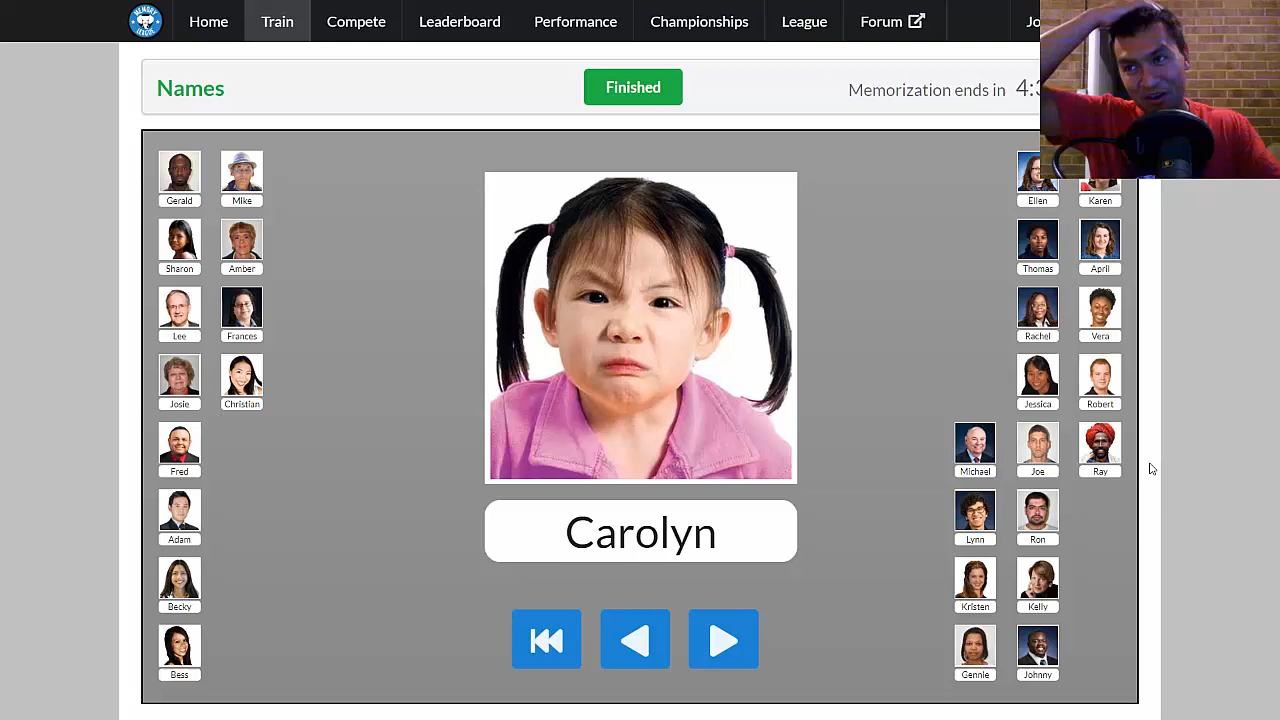 Home Train Compete Leaderboard Performance Championships League Forum
Names
Finished
Memorization ends in
Gerald Mike
Ellen Karen
Sharon Amber
Thomas April
Lee Frances
Rachel Vera
Josie Christian
Jessica Robert
Fred
Michael Joe Ray
Carolyn
Adam
Lynn Ron
Becky
Kristen Kelly
Bess
Gennie Johnny